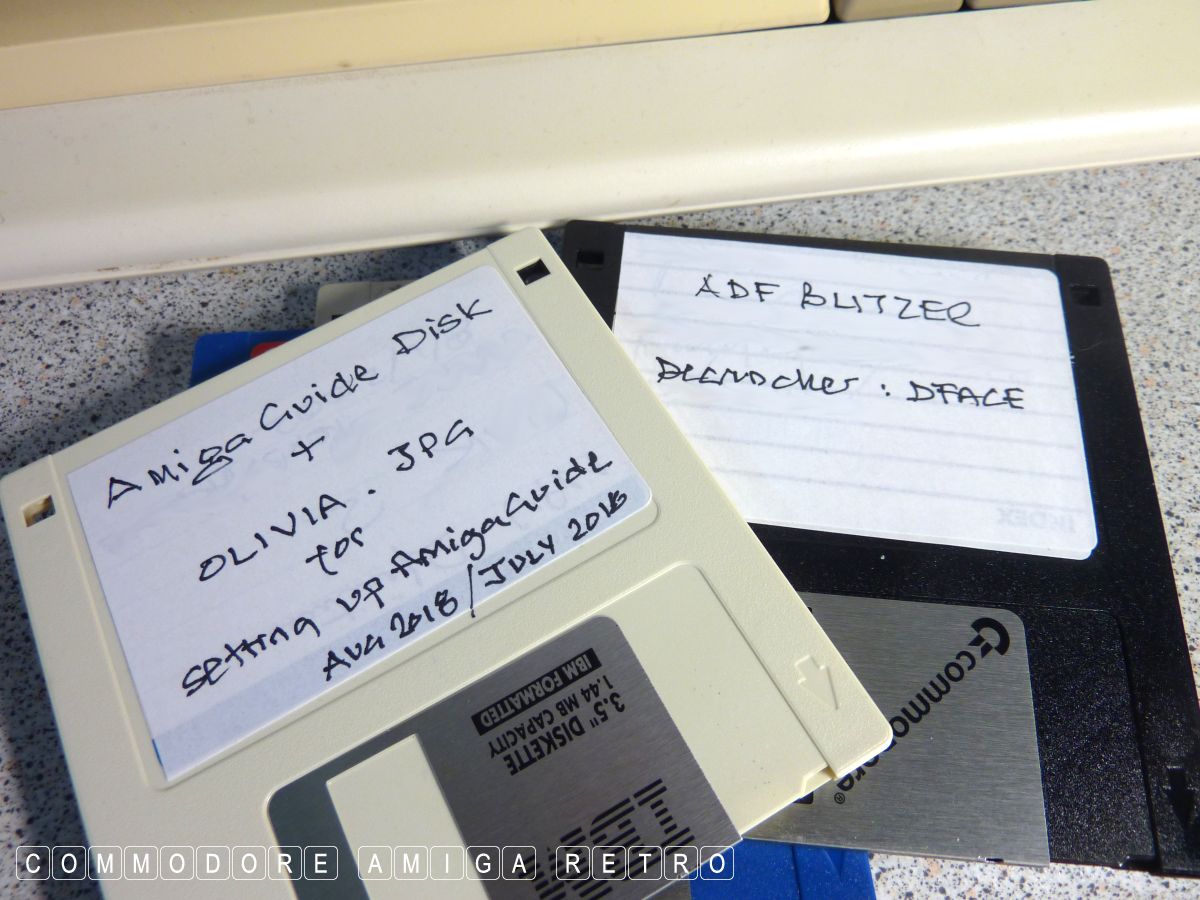 AmigaGuide Disk
+
OLIVIA. JPG
for
setting up AmigaGuide
AUG 2018 / JULY 2018
ADF BLITZER
Decruncher : DFACE
INDEX
IBM FORMATTED
1.44 MB CAPACITY
3.5" DISKETTE
IBM
Commodore®
COMMODORE AMIGA RETRO